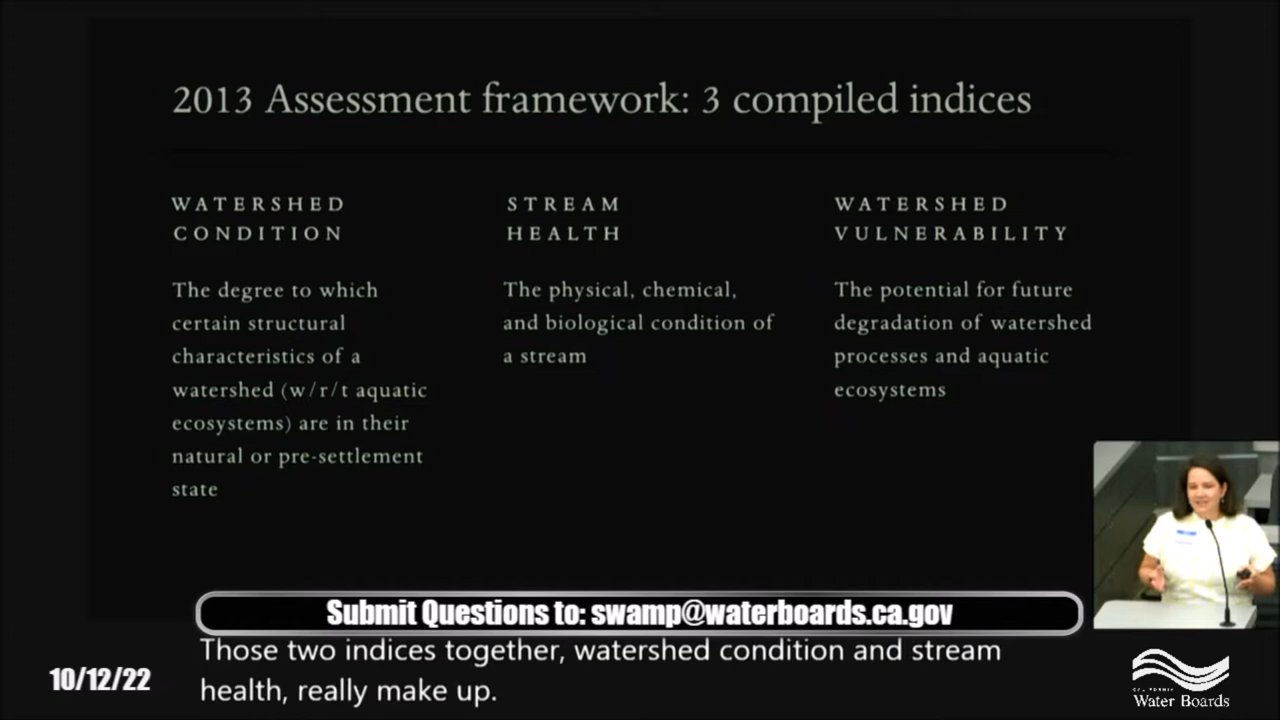 2013 Assessment framework: 3 compiled indices
WATERSHED
CONDITION
The degree to which
certain structural
characteristics of a
watershed (w/r/t aquatic
ecosystems) are in their
natural or pre-settlement
state
STREAM
HEALTH
The physical, chemical,
and biological condition of
a stream
WATERSHED
VULNERABILITY
The potential for future
degradation of watershed
processes and aquatic
ecosystems
Submit Questions to: swamp@waterboards.ca.gov
Those two indices together, watershed condition and stream
health, really make up.
10/12/22
CALIFORNIA
Water Boards